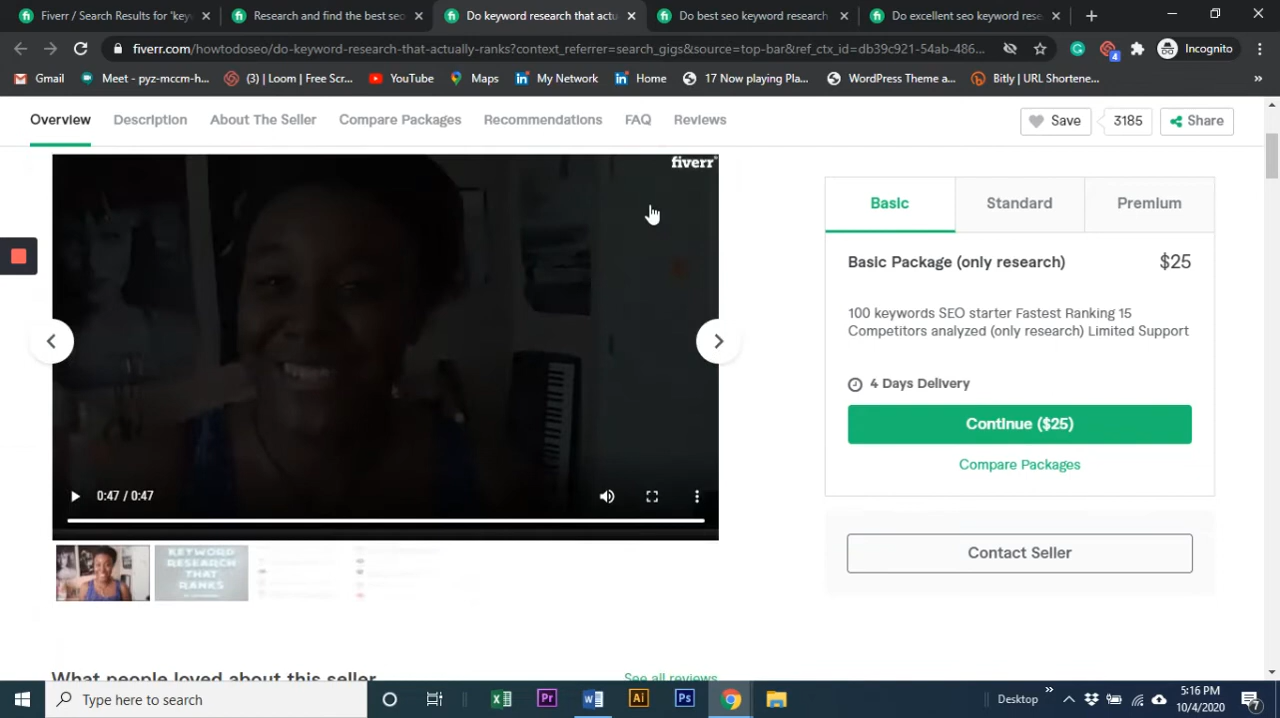 Fiverr / Search Results for 'key
Research and find the best seo
Do keyword research that actu
Do best seo keyword research
Do excellent seo keyword rese
fiverr.com/howtodoseo/do-keyword-research-that-actually-ranks?context_referrer=search_gigs&source=top-bar&ref_ctx_id=db39c921-54ab-486...
4
Incognito
Gmail
Meet - pyz-mccm-h...
(3) | Loom | Free Scr...
YouTube
Maps
My Network
Home
17 Now playing Pla...
WordPress Theme a...
Bitly | URL Shortene...
»
Overview
Description
About The Seller
Compare Packages
Recommendations
FAQ
Reviews
Save
3185
Share
fiverr
Basic
Standard
Premium
Basic Package (only research)
$25
100 keywords SEO starter Fastest Ranking 15
Competitors analyzed (only research) Limited Support
4 Days Delivery
Continue ($25)
Compare Packages
Contact Seller
0:47 / 0:47
KEYWORD
RESEARCH
THAT
RANKS
What people loved about this seller
See all reviews
Type here to search
Desktop
»
5:16 PM
10/4/2020
7